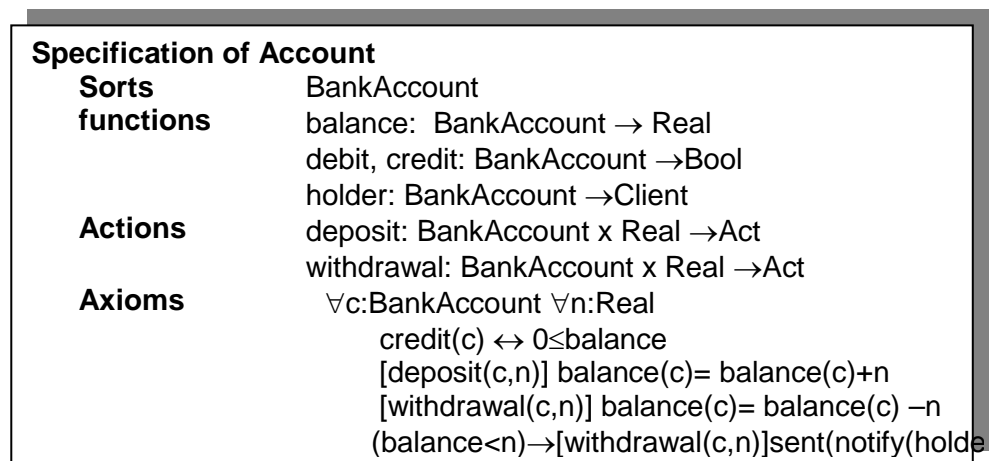 Specification of Account
Sorts BankAccount
functions balance: BankAccount → Real
debit, credit: BankAccount →Bool
holder: BankAccount →Client
Actions deposit: BankAccount x Real →Act
withdrawal: BankAccount x Real →Act
Axioms ∀c:BankAccount ∀n:Real
credit(c) ↔ 0≤balance
[deposit(c,n)] balance(c)= balance(c)+n
[withdrawal(c,n)] balance(c)= balance(c) –n
(balance<n)→[withdrawal(c,n)]sent(notify(holde